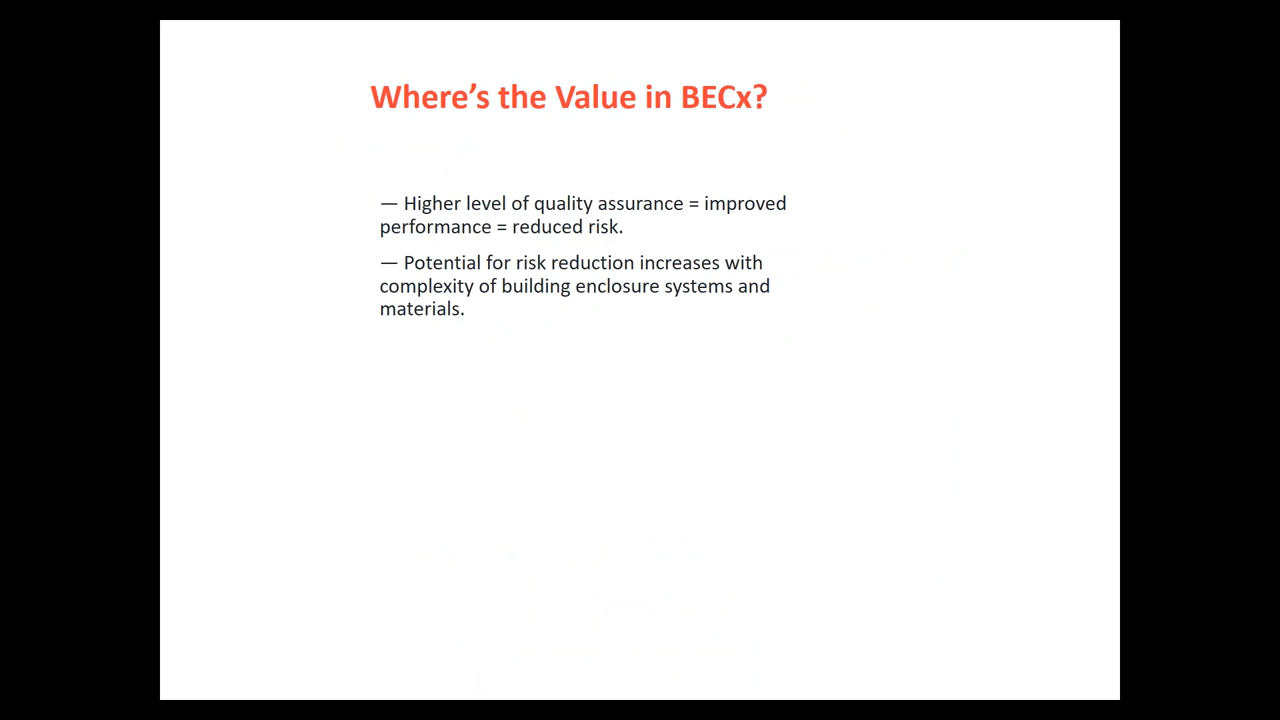 Where’s the Value in BECx?
— Higher level of quality assurance = improved
performance = reduced risk.
— Potential for risk reduction increases with
complexity of building enclosure systems and
materials.